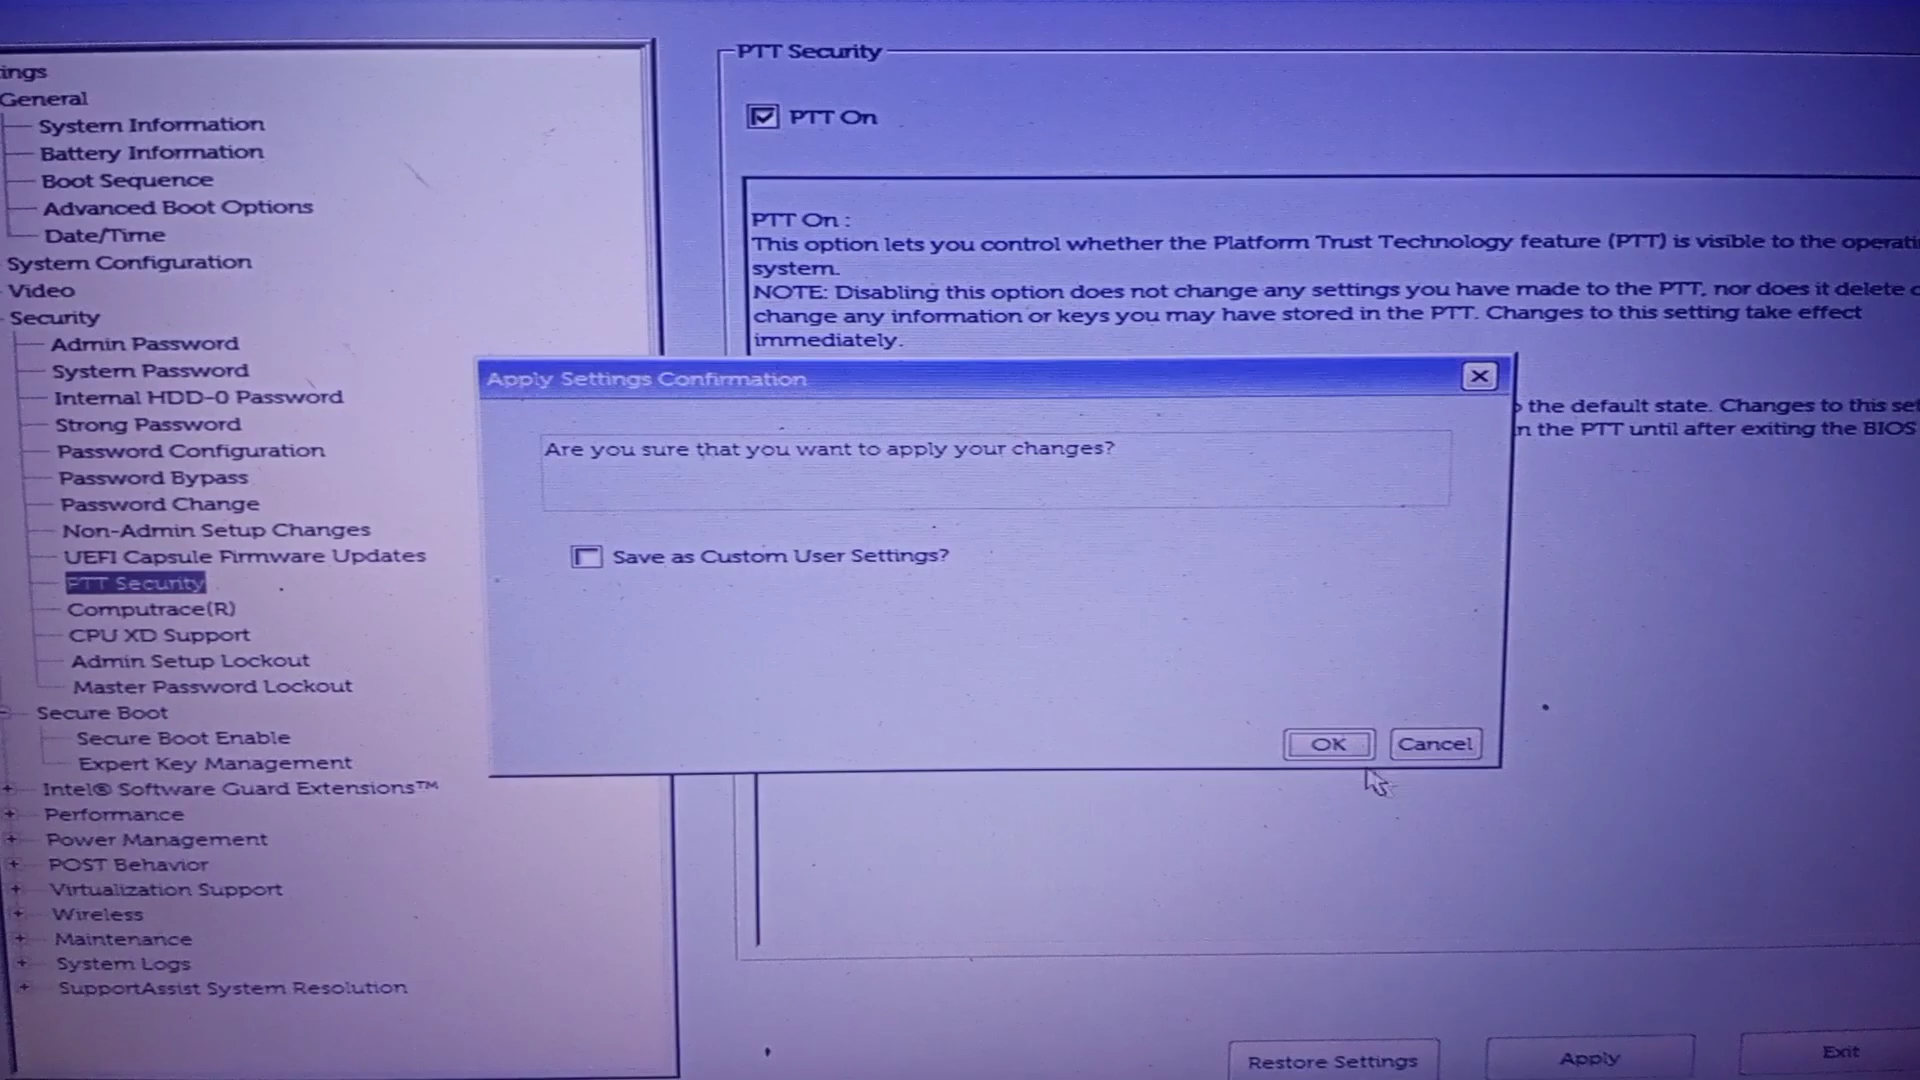 ings
General
System Information
Battery Information
Boot Sequence
Advanced Boot Options
Date/Time
System Configuration
Video
Security
Admin Password
System Password
Internal HDD-0 Password
Strong Password
Password Configuration
Password Bypass
Password Change
Non-Admin Setup Changes
UEFI Capsule Firmware Updates
PTT Security
Computrace(R)
CPU XD Support
Admin Setup Lockout
Master Password Lockout
Secure Boot
Secure Boot Enable
Expert Key Management
Intel® Software Guard Extensions™
Performance
Power Management
POST Behavior
Virtualization Support
Wireless
Maintenance
System Logs
SupportAssist System Resolution
PTT Security
PTT On
PTT On :
This option lets you control whether the Platform Trust Technology feature (PTT) is visible to the operati
system.
NOTE: Disabling this option does not change any settings you have made to the PTT, nor does it delete
change any information or keys you may have stored in the PTT. Changes to this setting take effect
immediately.
the default state. Changes to this set
n the PTT until after exiting the BIOS
Apply Settings Confirmation
Are you sure that you want to apply your changes?
Save as Custom User Settings?
OK
Cancel
Restore Settings
Apply
Exit